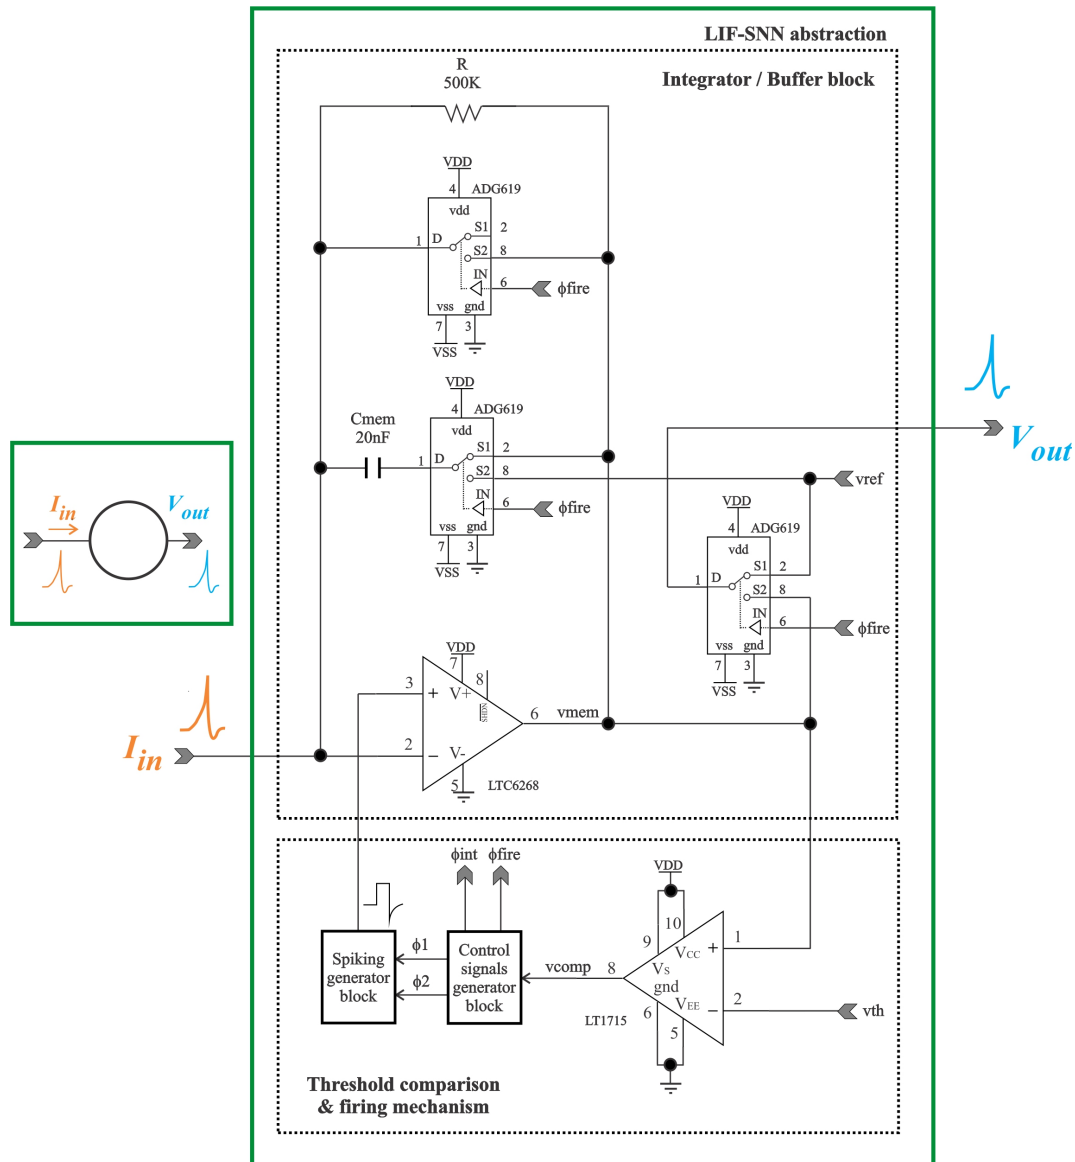 LIF-SNN abstraction
Integrator / Buffer block
R
500K
VDD
4
ADG619
vdd
S1
2
1
D
S2
8
IN
6
ϕfire
vss
gnd
7
3
VSS
VDD
4
ADG619
Cmem
20nF
vdd
S1
2
1
D
S2
8
IN
6
ϕfire
vss
gnd
7
3
VSS
vref
Vout
VDD
4
ADG619
vdd
S1
2
1
D
S2
8
IN
6
ϕfire
vss
gnd
7
3
VSS
Iin
Vout
VDD
7
8
3
+
V+
SHDN
6
vmem
2
−
V-
5
LTC6268
Iin
ϕint
ϕfire
VDD
10
9
VCC
+
1
Spiking
generator
block
ϕ1
ϕ2
Control
signals
generator
block
vcomp
8
VS
gnd
VEE
−
2
vth
6
5
LT1715
Threshold comparison
& firing mechanism